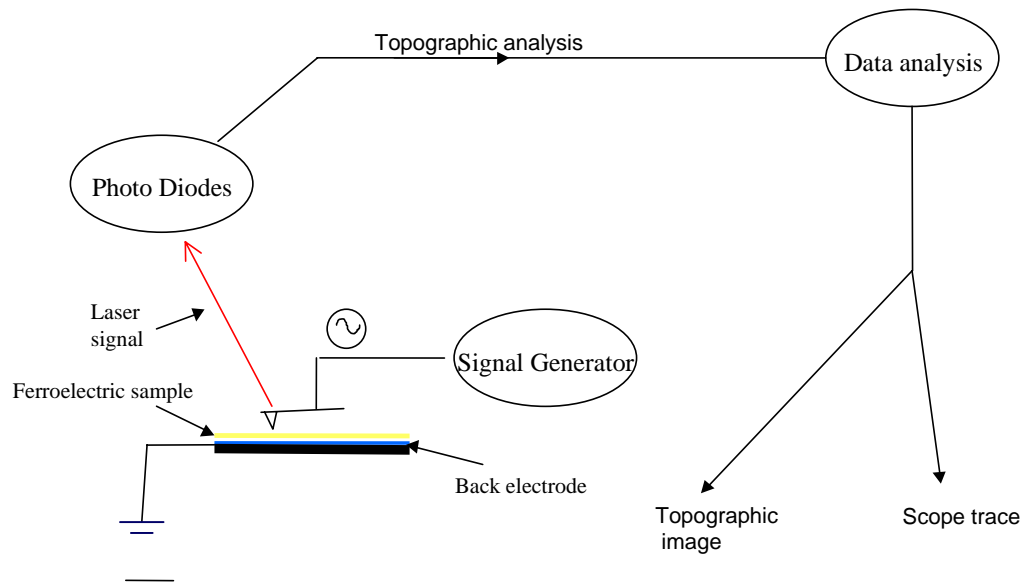 Topographic analysis
Data analysis
Photo Diodes
Laser
signal
Signal Generator
Ferroelectric sample
Back electrode
Topographic
image
Scope trace